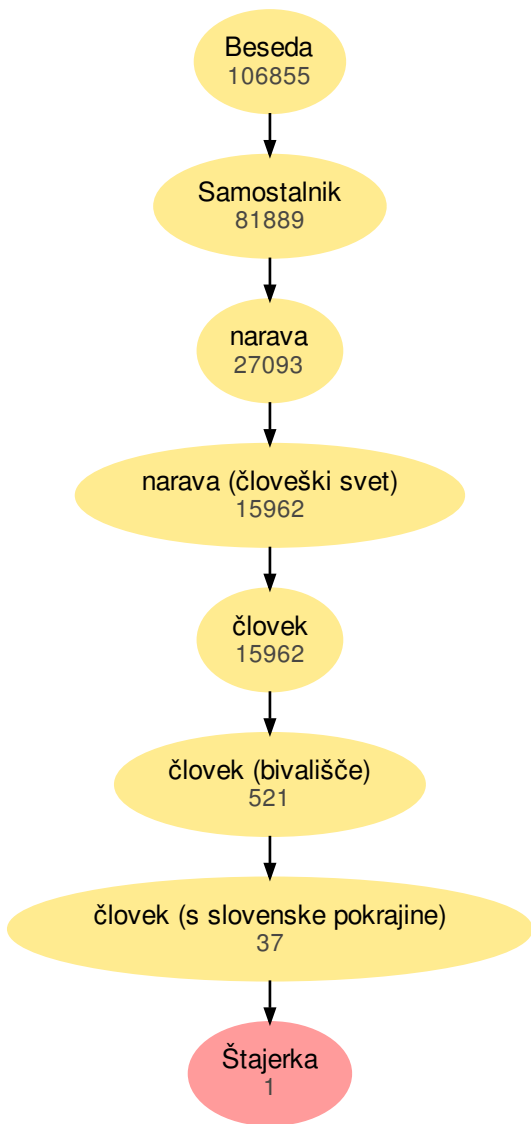 Beseda
106855
Samostalnik
81889
narava
27093
narava (človeški svet)
15962
človek
15962
človek (bivališče)
521
človek (s slovenske pokrajine)
37
Štajerka
1